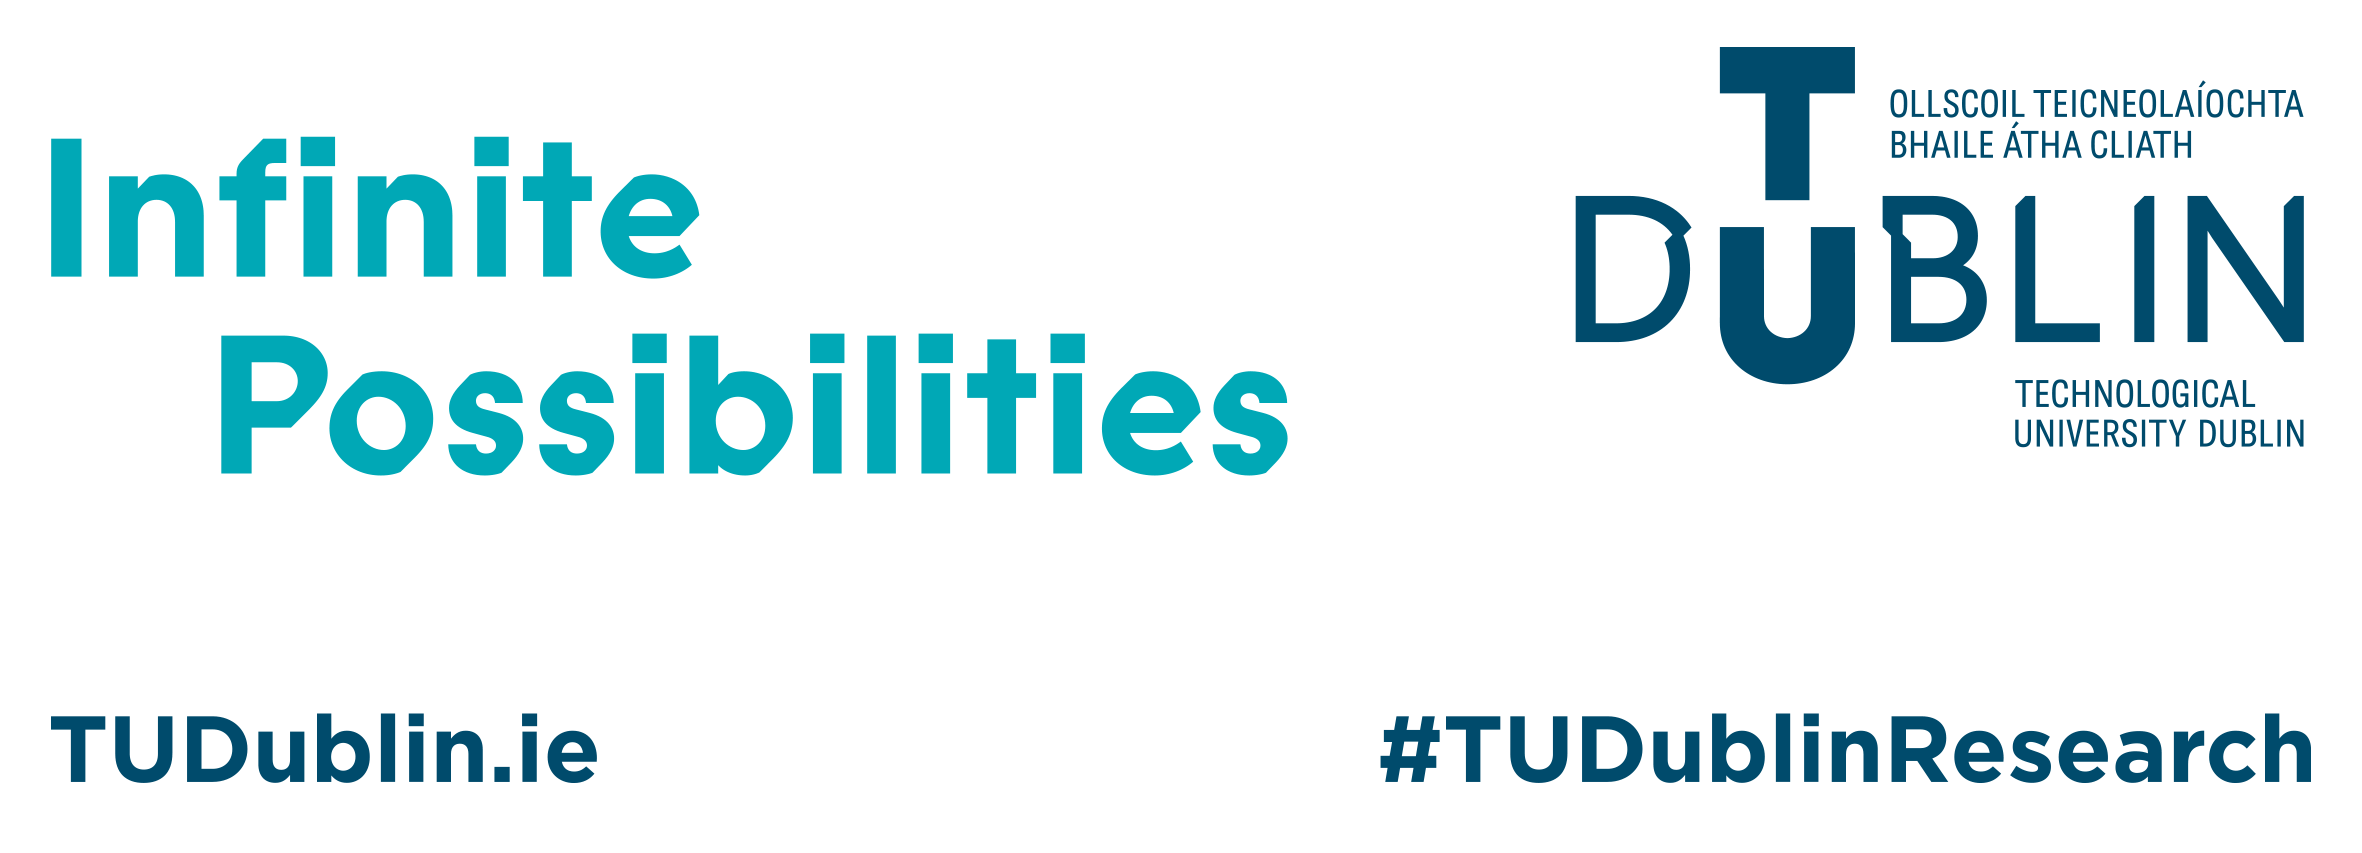 Infinite
Possibilities
T
OLLSCOIL TEICNEOLAÍOCHTA
BHAILE ÁTHA CLIATH
DUBLIN
TECHNOLOGICAL
UNIVERSITY DUBLIN
TUDublin.ie
#TUDublinResearch